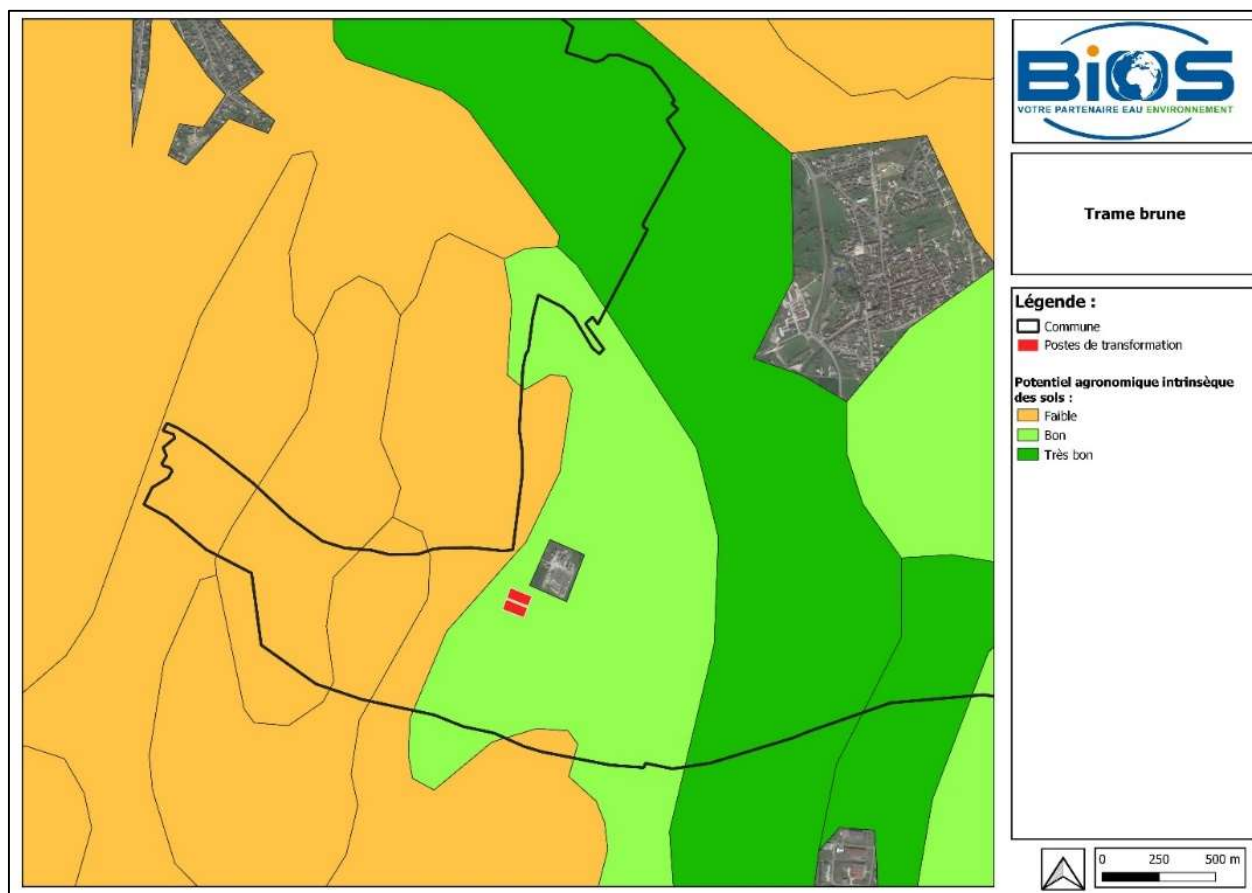 BiOS
VOTRE PARTENAIRE EAU ENVIRONNEMENT
Trame brune
Légende :
Commune
Postes de transformation
Potentiel agronomique intrinsèque
des sols :
Faible
Bon
Très bon
0 250 500 m